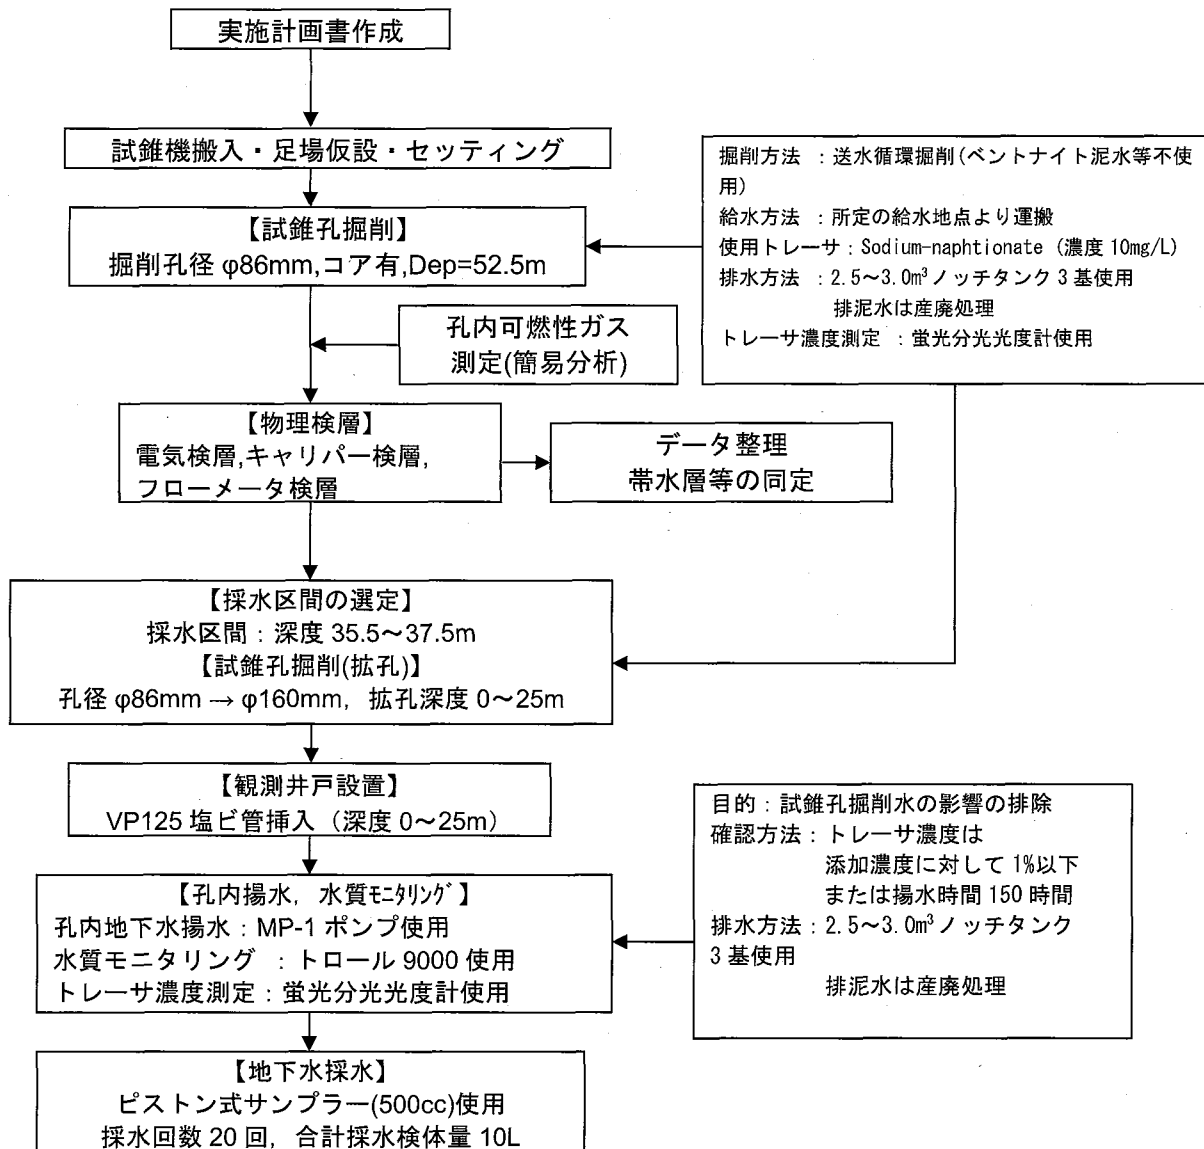 実施計画書作成
試錐機搬入・足場仮設・セッティング
【試錐孔掘削】
掘削孔径 φ86mm,コア有,Dep=52.5m
掘削方法 ：送水循環掘削(ベントナイト泥水等不使
用)
給水方法 ：所定の給水地点より運搬
使用トレーサ：Sodium-naphtionate (濃度 10mg/L)
排水方法 ：2.5～3.0m³ノッチタンク 3 基使用
排泥水は産廃処理
トレーサ濃度測定 ：蛍光分光光度計使用
孔内可燃性ガス
測定(簡易分析)
【物理検層】
電気検層,キャリパー検層,
フローメータ検層
データ整理
帯水層等の同定
【採水区間の選定】
採水区間：深度 35.5～37.5m
【試錐孔掘削(拡孔)】
孔径 φ86mm → φ160mm，拡孔深度 0～25m
【観測井戸設置】
VP125 塩ビ管挿入（深度 0～25m）
【孔内揚水，水質ﾓﾆﾀﾘﾝｸﾞ】
孔内地下水揚水：MP-1 ポンプ使用
水質モニタリング ：トロール 9000 使用
トレーサ濃度測定：蛍光分光光度計使用
目的：試錐孔掘削水の影響の排除
確認方法：トレーサ濃度は
添加濃度に対して 1%以下
または揚水時間 150 時間
排水方法：2.5～3.0m³ノッチタンク
3 基使用
排泥水は産廃処理
【地下水採水】
ピストン式サンプラー(500cc)使用
採水回数 20 回，合計採水検体量 10L